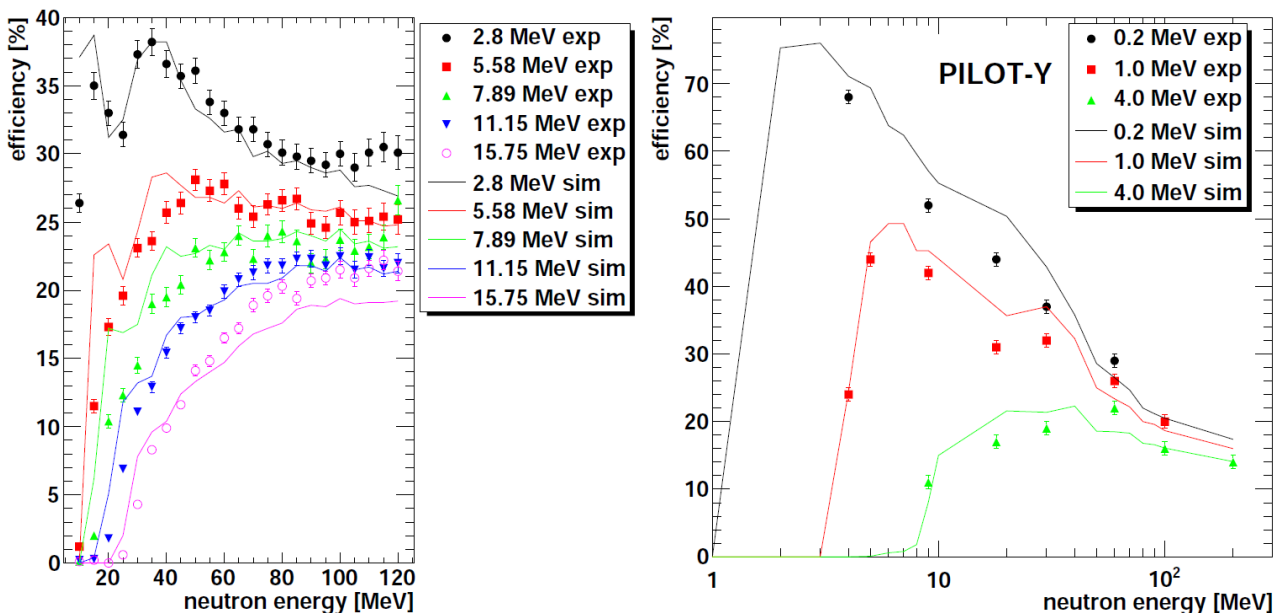 efficiency [%]
40
35
30
25
20
15
10
5
0
20 40 60 80 100 120
neutron energy [MeV]
2.8 MeV exp
5.58 MeV exp
7.89 MeV exp
11.15 MeV exp
15.75 MeV exp
2.8 MeV sim
5.58 MeV sim
7.89 MeV sim
11.15 MeV sim
15.75 MeV sim
efficiency [%]
70
60
50
40
30
20
10
0
1 10 10²
neutron energy [MeV]
PILOT-Y
0.2 MeV exp
1.0 MeV exp
4.0 MeV exp
0.2 MeV sim
1.0 MeV sim
4.0 MeV sim